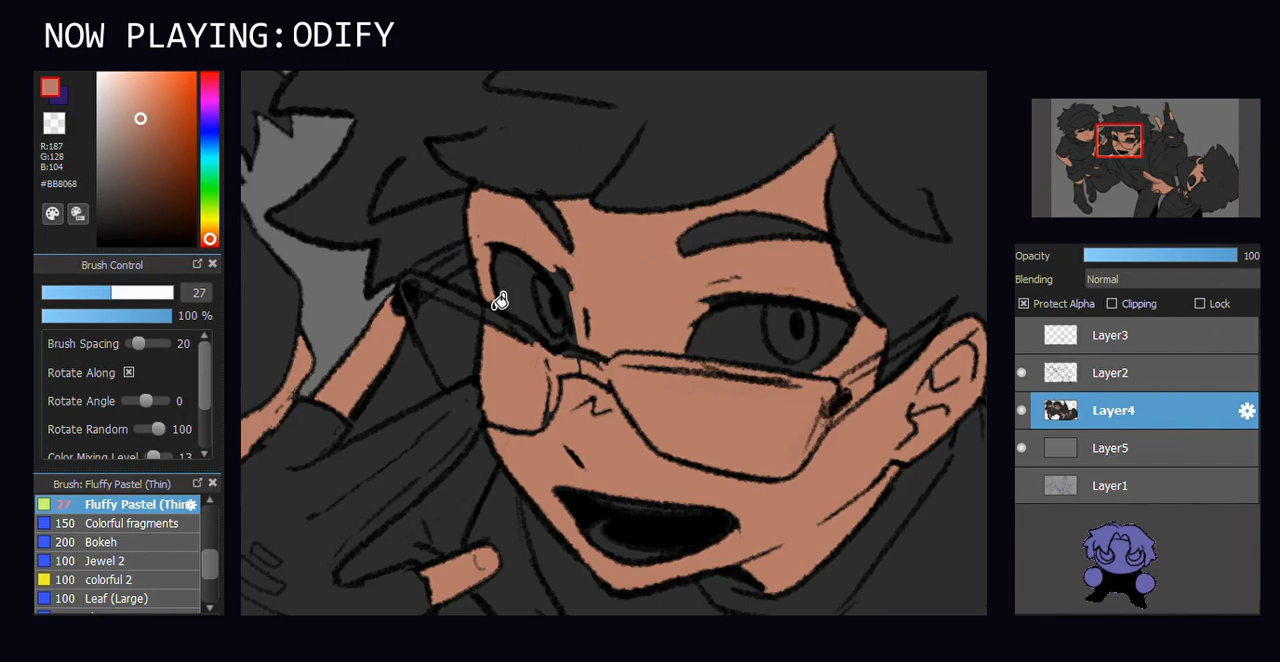 NOW PLAYING:ODIFY
R:187
G:128
B:104
#BB8068
Brush Control
27
100 %
Brush Spacing 20
Rotate Along
Rotate Angle 0
Rotate Random 100
Color Mixing Level 13
Brush: Fluffy Pastel (Thin)
27 Fluffy Pastel (Thin
150 Colorful fragments
200 Bokeh
100 Jewel 2
100 colorful 2
100 Leaf (Large)
Opacity 100
Blending Normal
Protect Alpha Clipping Lock
Layer3
Layer2
Layer4
Layer5
Layer1